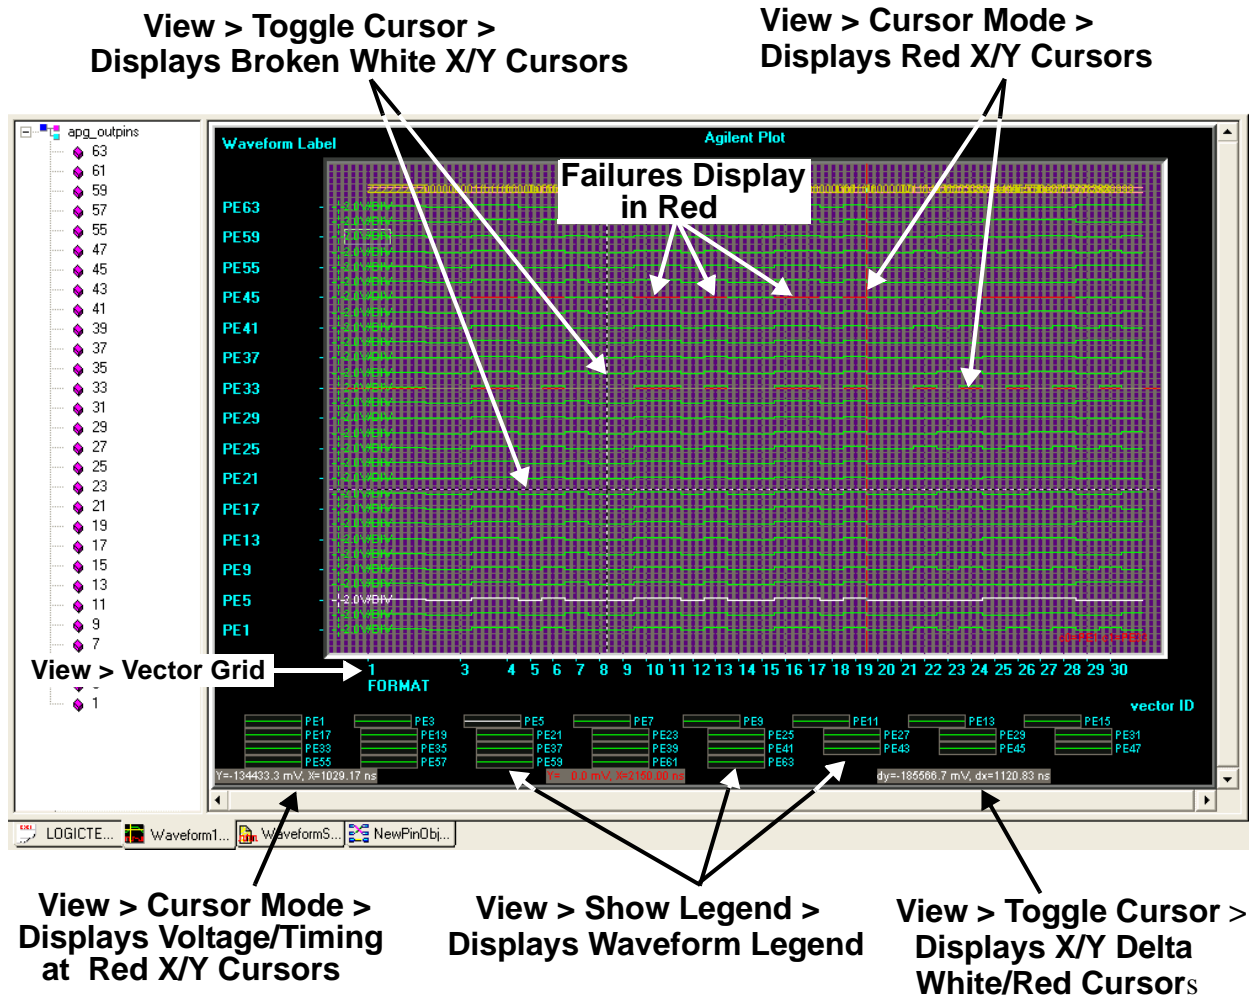 View > Toggle Cursor >
Displays Broken White X/Y Cursors
View > Cursor Mode >
Displays Red X/Y Cursors
apg_outpins
63
61
59
57
55
47
45
43
41
39
37
35
33
31
29
27
25
23
21
19
17
15
13
11
9
7
1
Waveform Label
Agilent Plot
Failures Display
in Red
PE63
PE59
PE55
PE45
PE41
PE37
PE33
PE29
PE25
PE21
PE17
PE13
PE9
PE5
PE1
2.0V/DIV
View > Vector Grid
1 3 4 5 6 7 8 9 10 11 12 13 14 15 16 17 18 19 20 21 22 23 24 25 26 27 28 29 30
FORMAT
vector ID
PE1 PE3 PE5 PE7 PE9 PE11 PE13 PE15
PE17 PE19 PE21 PE23 PE25 PE27 PE29 PE31
PE33 PE35 PE37 PE39 PE41 PE43 PE45 PE47
PE55 PE57 PE59 PE61 PE63
Y=-134433.3 mV, X=1029.17 ns
Y= 0.0 mV, X=2150.00 ns
dy=-185566.7 mV, dx=1120.83 ns
LOGICTE... Waveform1... WaveformS... NewPinObj...
View > Cursor Mode >
Displays Voltage/Timing
at Red X/Y Cursors
View > Show Legend >
Displays Waveform Legend
View > Toggle Cursor >
Displays X/Y Delta
White/Red Cursors